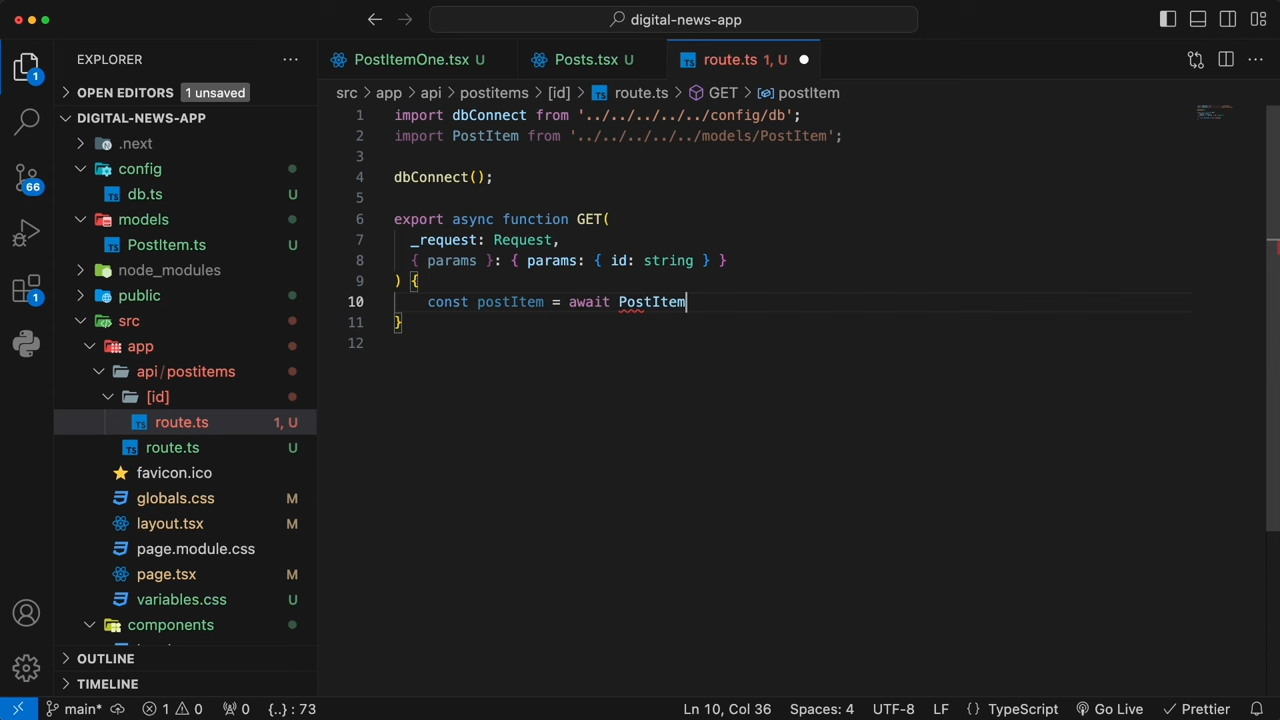 digital-news-app
EXPLORER
PostItemOne.tsx U
Posts.tsx U
route.ts 1, U
OPEN EDITORS 1 unsaved
src > app > api > postitems > [id] > route.ts > GET > postItem
DIGITAL-NEWS-APP
.next
config
db.ts U
models
PostItem.ts U
node_modules
public
src
app
api / postitems
[id]
route.ts 1, U
route.ts U
favicon.ico
globals.css M
layout.tsx M
page.module.css
page.tsx M
variables.css U
components
OUTLINE
TIMELINE
1
66
1
1 import dbConnect from '../../../../../config/db';
2 import PostItem from '../../../../../models/PostItem';
3
4 dbConnect();
5
6 export async function GET(
7 _request: Request,
8 { params }: { params: { id: string } }
9 ) {
10 const postItem = await PostItem
11 }
12
main* 1 0 0 {..} : 73 Ln 10, Col 36 Spaces: 4 UTF-8 LF {} TypeScript Go Live Prettier